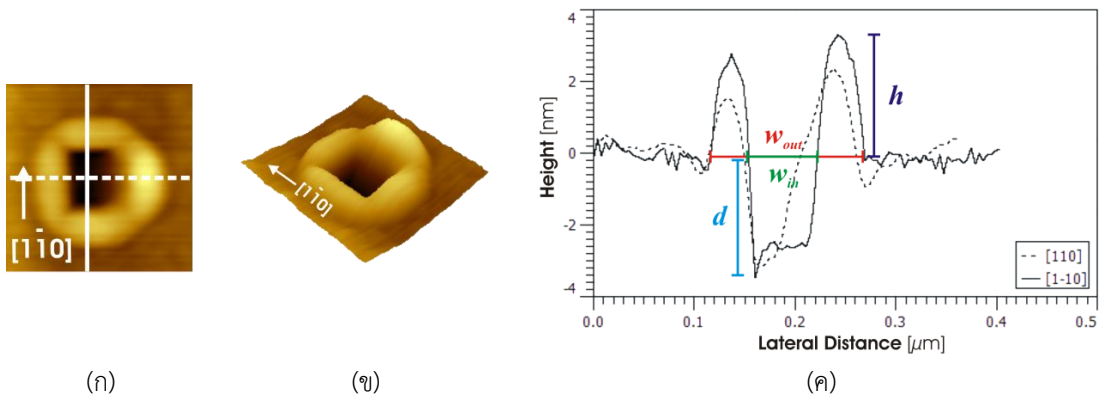 [11̄0]
[11̄0]
Height [nm]
4
2
0
-2
-4
h
w_out
w_in
d
[110]
[1-10]
0.0 0.1 0.2 0.3 0.4 0.5
Lateral Distance [μm]
(ก) (ข) (ค)